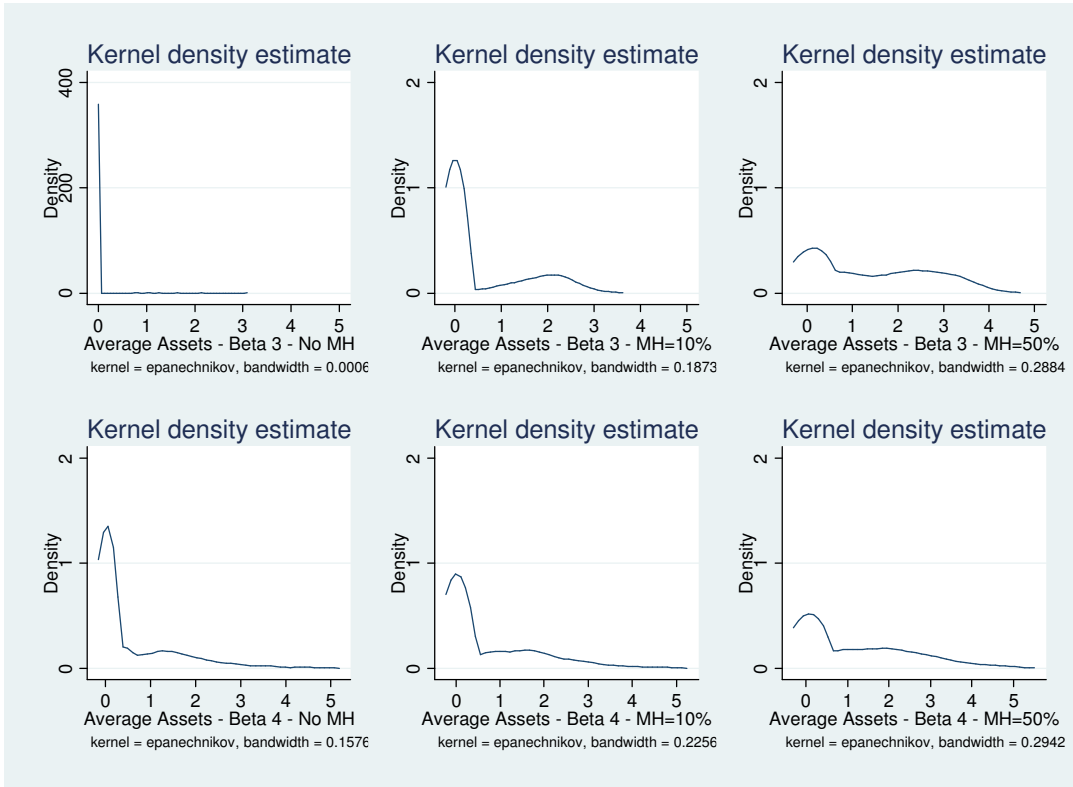 Kernel density estimate
Density
400
200
0
0 1 2 3 4 5
Average Assets - Beta 3 - No MH
kernel = epanechnikov, bandwidth = 0.0006
Kernel density estimate
Density
2
1
0
0 1 2 3 4 5
Average Assets - Beta 3 - MH=10%
kernel = epanechnikov, bandwidth = 0.1873
Kernel density estimate
Density
2
1
0
0 1 2 3 4 5
Average Assets - Beta 3 - MH=50%
kernel = epanechnikov, bandwidth = 0.2884
Kernel density estimate
Density
2
1
0
0 1 2 3 4 5
Average Assets - Beta 4 - No MH
kernel = epanechnikov, bandwidth = 0.1576
Kernel density estimate
Density
2
1
0
0 1 2 3 4 5
Average Assets - Beta 4 - MH=10%
kernel = epanechnikov, bandwidth = 0.2256
Kernel density estimate
Density
2
1
0
0 1 2 3 4 5
Average Assets - Beta 4 - MH=50%
kernel = epanechnikov, bandwidth = 0.2942